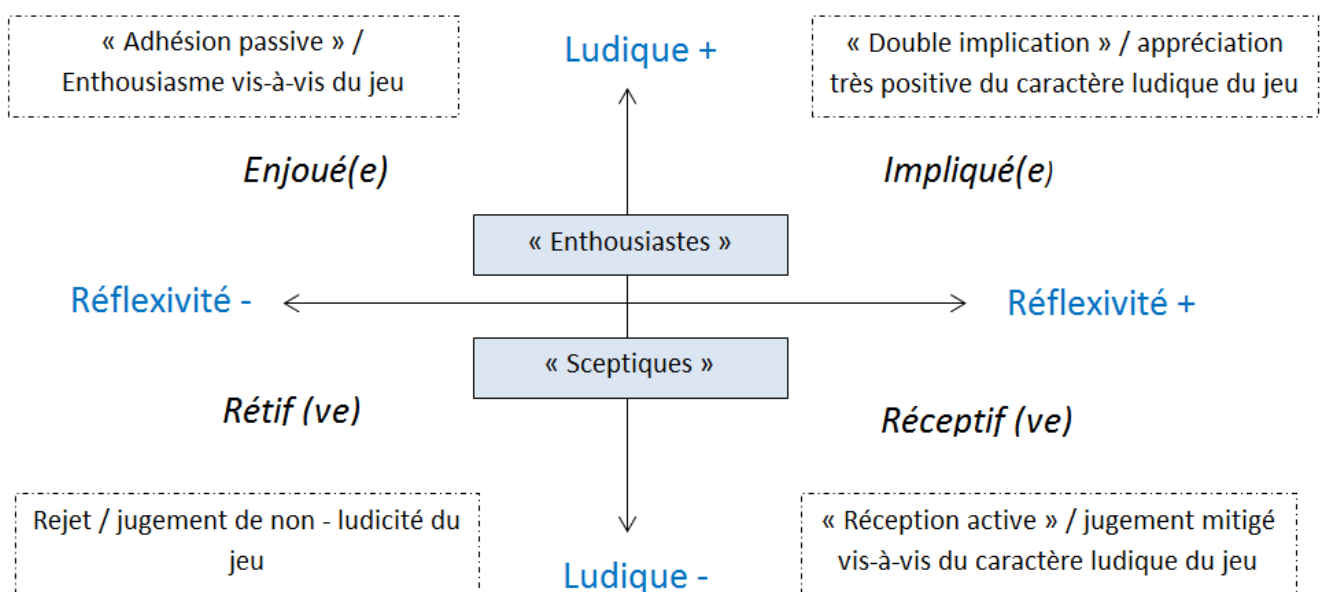 « Adhésion passive » /
Enthousiasme vis-à-vis du jeu
Ludique +
« Double implication » / appréciation
très positive du caractère ludique du jeu
Enjoué(e)
Impliqué(e)
« Enthousiastes »
Réflexivité -
Réflexivité +
« Sceptiques »
Rétif (ve)
Réceptif (ve)
Rejet / jugement de non - ludicité du
jeu
Ludique -
« Réception active » / jugement mitigé
vis-à-vis du caractère ludique du jeu